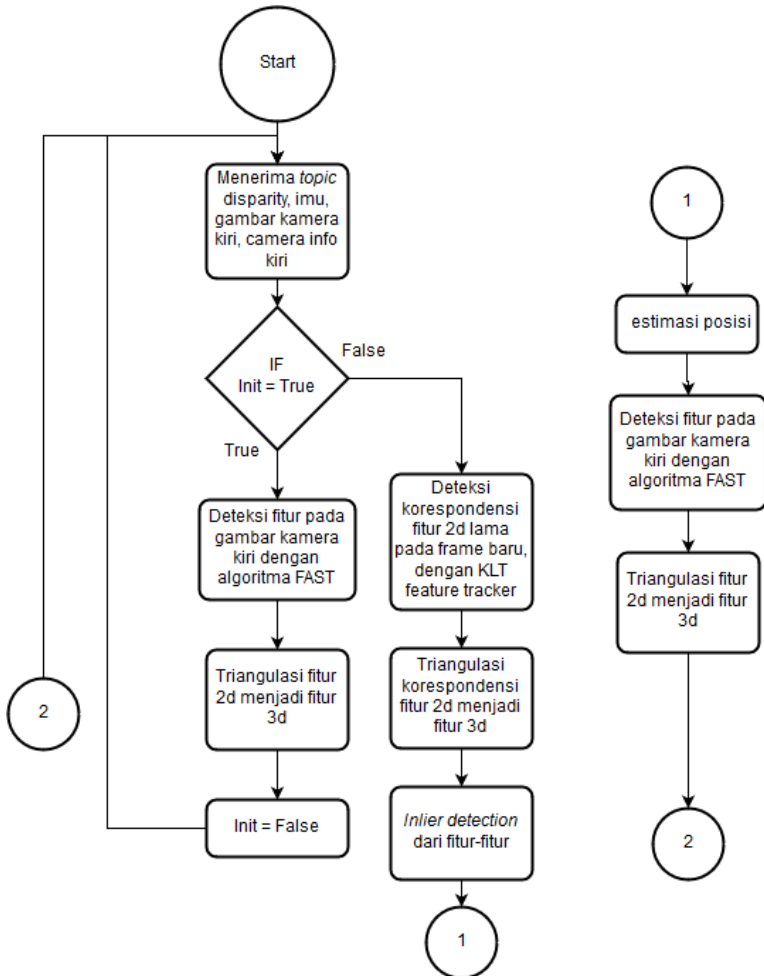 Start
Menerima topic
disparity, imu,
gambar kamera
kiri, camera info
kiri
IF
Init = True
False
True
Deteksi fitur pada
gambar kamera
kiri dengan
algoritma FAST
Triangulasi fitur
2d menjadi fitur
3d
Init = False
2
Deteksi
korespondensi
fitur 2d lama
pada frame baru,
dengan KLT
feature tracker
Triangulasi
korespondensi
fitur 2d menjadi
fitur 3d
Inlier detection
dari fitur-fitur
1
1
estimasi posisi
Deteksi fitur pada
gambar kamera
kiri dengan
algoritma FAST
Triangulasi fitur
2d menjadi fitur
3d
2